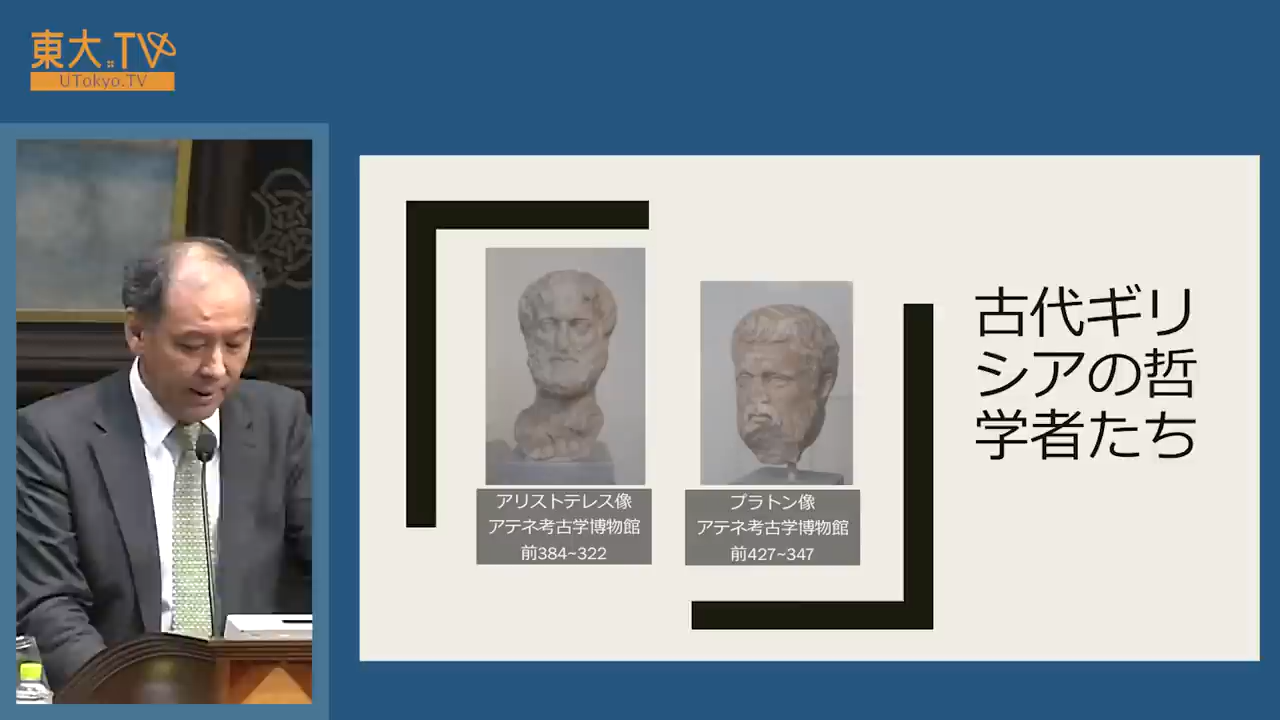 東大.TV
UTokyo.TV
古代ギリ
シアの哲
学者たち
アリストテレス像
アテネ考古学博物館
前384~322
プラトン像
アテネ考古学博物館
前427~347